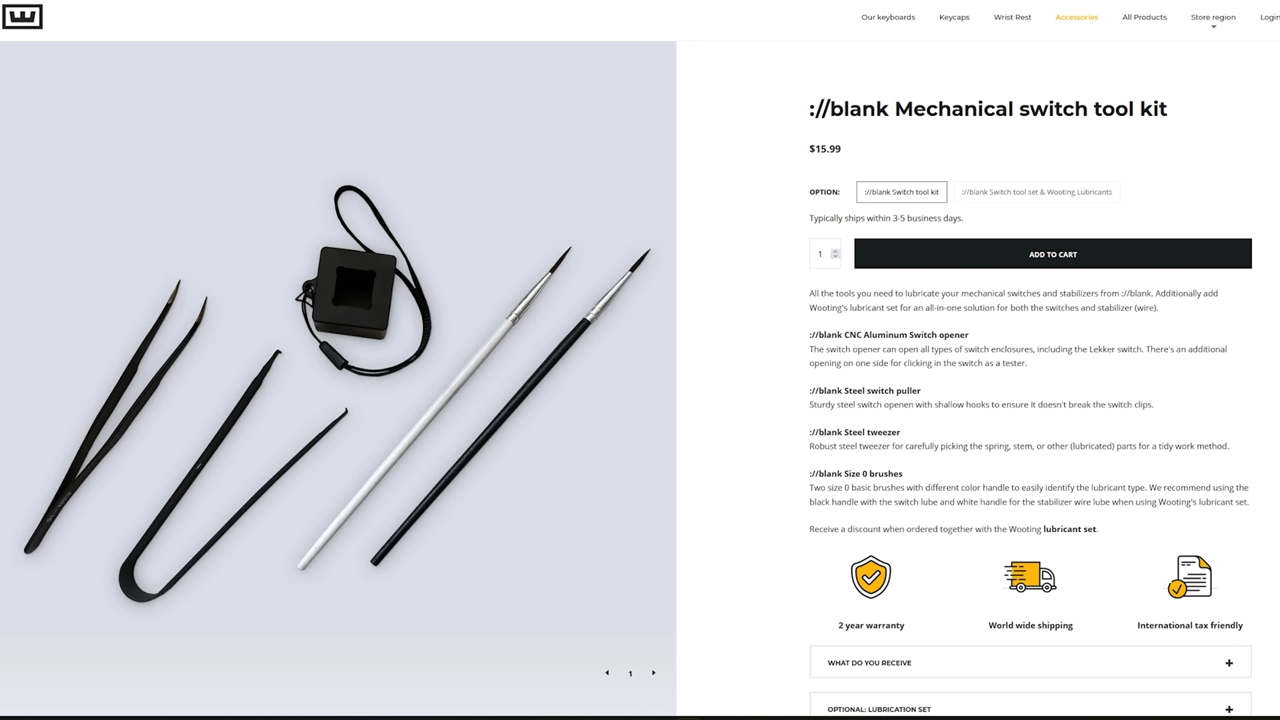 Our keyboards Keycaps Wrist Rest Accessories All Products Store region Login
://blank Mechanical switch tool kit
$15.99
OPTION: ://blank Switch tool kit ://blank Switch tool set & Wooting Lubricants
Typically ships within 3-5 business days.
1 ADD TO CART
All the tools you need to lubricate your mechanical switches and stabilizers from ://blank. Additionally add
Wooting's lubricant set for an all-in-one solution for both the switches and stabilizer (wire).
://blank CNC Aluminum Switch opener
The switch opener can open all types of switch enclosures, including the Lekker switch. There's an additional
opening on one side for clicking in the switch as a tester.
://blank Steel switch puller
Sturdy steel switch openen with shallow hooks to ensure it doesn't break the switch clips.
://blank Steel tweezer
Robust steel tweezer for carefully picking the spring, stem, or other (lubricated) parts for a tidy work method.
://blank Size 0 brushes
Two size 0 basic brushes with different color handle to easily identify the lubricant type. We recommend using the
black handle with the switch lube and white handle for the stabilizer wire lube when using Wooting's lubricant set.
Receive a discount when ordered together with the Wooting lubricant set.
2 year warranty World wide shipping International tax friendly
1
WHAT DO YOU RECEIVE
OPTIONAL: LUBRICATION SET